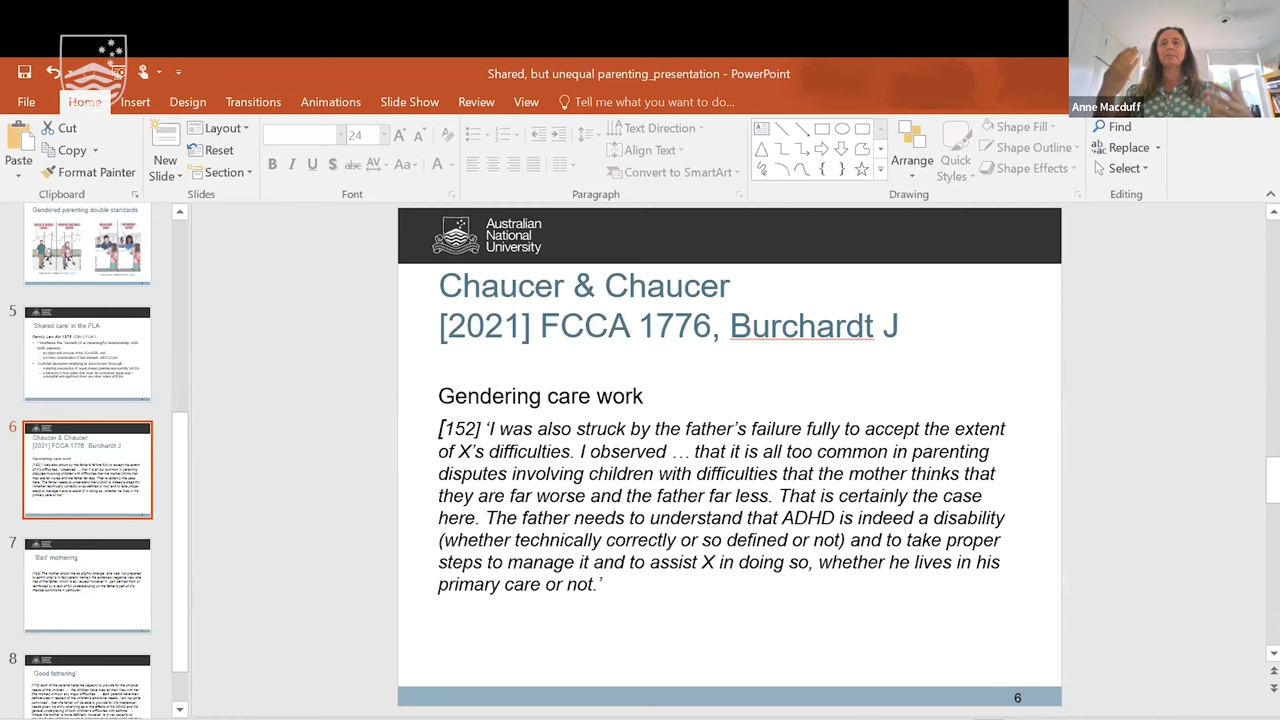 Shared, but unequal parenting_presentation - PowerPoint
Anne Macduff
File Home Insert Design Transitions Animations Slide Show Review View Tell me what you want to do...
Paste
Cut
Copy
Format Painter
Clipboard
New
Slide
Layout
Reset
Section
Slides
24
B I U S abc AV Aa A
Font
Text Direction
Align Text
Convert to SmartArt
Paragraph
Arrange
Quick
Styles
Shape Fill
Shape Outline
Shape Effects
Drawing
Find
Replace
Select
Editing
Gendered parenting double standards
5
'Shared care' in the FLA
6
Chaucer & Chaucer
[2021] FCCA 1776, Burchardt J
Gendering care work
7
'Bad' mothering
8
'Good fathering'
Australian
National
University
Chaucer & Chaucer
[2021] FCCA 1776, Burchardt J
Gendering care work
[152] 'I was also struck by the father's failure fully to accept the extent
of X's difficulties. I observed … that it is all too common in parenting
disputes involving children with difficulties that the mother thinks that
they are far worse and the father far less. That is certainly the case
here. The father needs to understand that ADHD is indeed a disability
(whether technically correctly or so defined or not) and to take proper
steps to manage it and to assist X in doing so, whether he lives in his
primary care or not.'
6